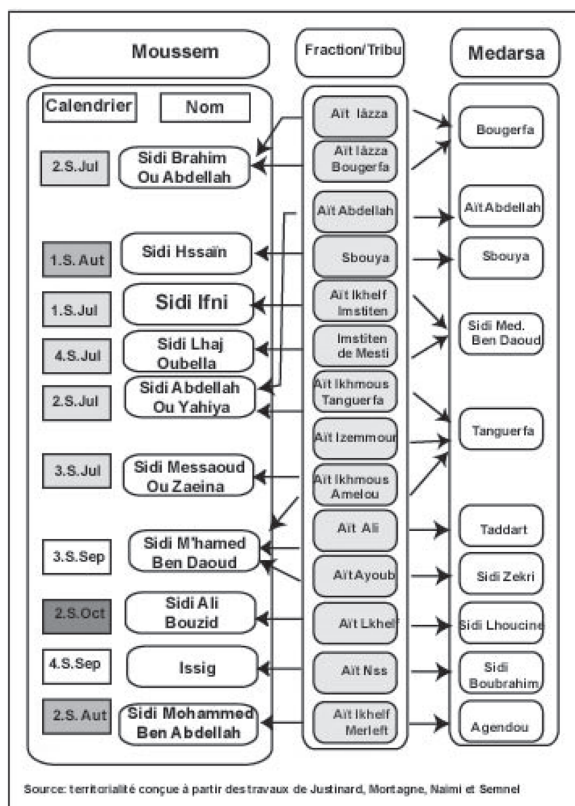 Moussem
Fraction/Tribu
Medarsa
Calendrier
Nom
2.S.Jul
Sidi Brahim
Ou Abdellah
1.S. Aut
Sidi Hssaïn
1.S.Jul
Sidi Ifni
4.S.Jul
Sidi Lhaj
Oubella
2.S.Jul
Sidi Abdellah
Ou Yahiya
3.S.Jul
Sidi Messaoud
Ou Zaeina
3.S.Sep
Sidi M'hamed
Ben Daoud
2.S.Oct
Sidi Ali
Bouzid
4.S.Sep
Issig
2.S. Aut
Sidi Mohammed
Ben Abdellah
Aït Iâzza
Aït Iâzza
Bougerfa
Aït Abdellah
Sbouya
Aït Ikhelf
Imstiten
Imstiten
de Mesti
Aït Ikhmous
Tanguerfa
Aït Izemmour
Aït Ikhmous
Amelou
Aït Ali
Aït Ayoub
Aït Lkhelf
Aït Nss
Aït Ikhelf
Merleft
Bougerfa
Aït Abdellah
Sbouya
Sidi Med.
Ben Daoud
Tanguerfa
Taddart
Sidi Zekri
Sidi Lhoucine
Sidi
Boubrahim
Agendou
Source: territorialité conçue à partir des travaux de Justinard, Montagne, Naimi et Semnel